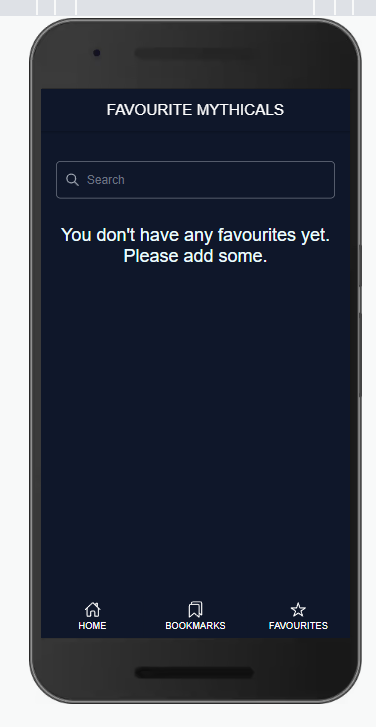 FAVOURITE MYTHICALS
Search
You don't have any favourites yet.
Please add some.
HOME
BOOKMARKS
FAVOURITES